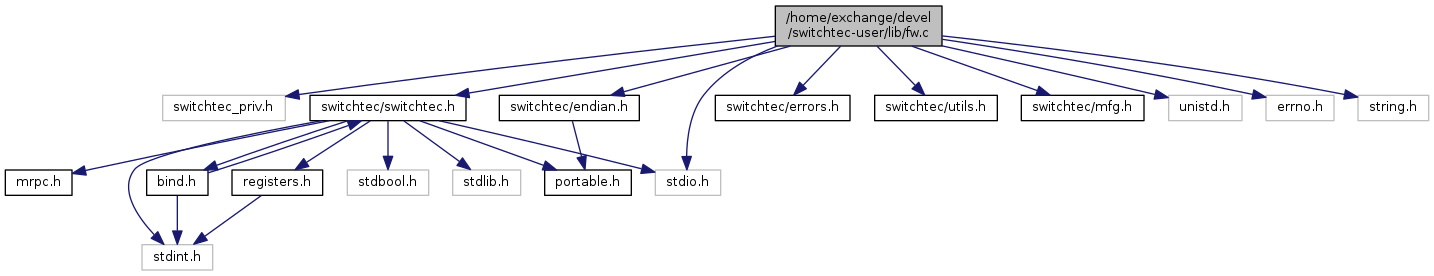 /home/exchange/devel
/switchtec-user/lib/fw.c
switchtec_priv.h
switchtec/switchtec.h
switchtec/endian.h
switchtec/errors.h
switchtec/utils.h
switchtec/mfg.h
unistd.h
errno.h
string.h
mrpc.h
bind.h
registers.h
stdbool.h
stdlib.h
portable.h
stdio.h
stdint.h